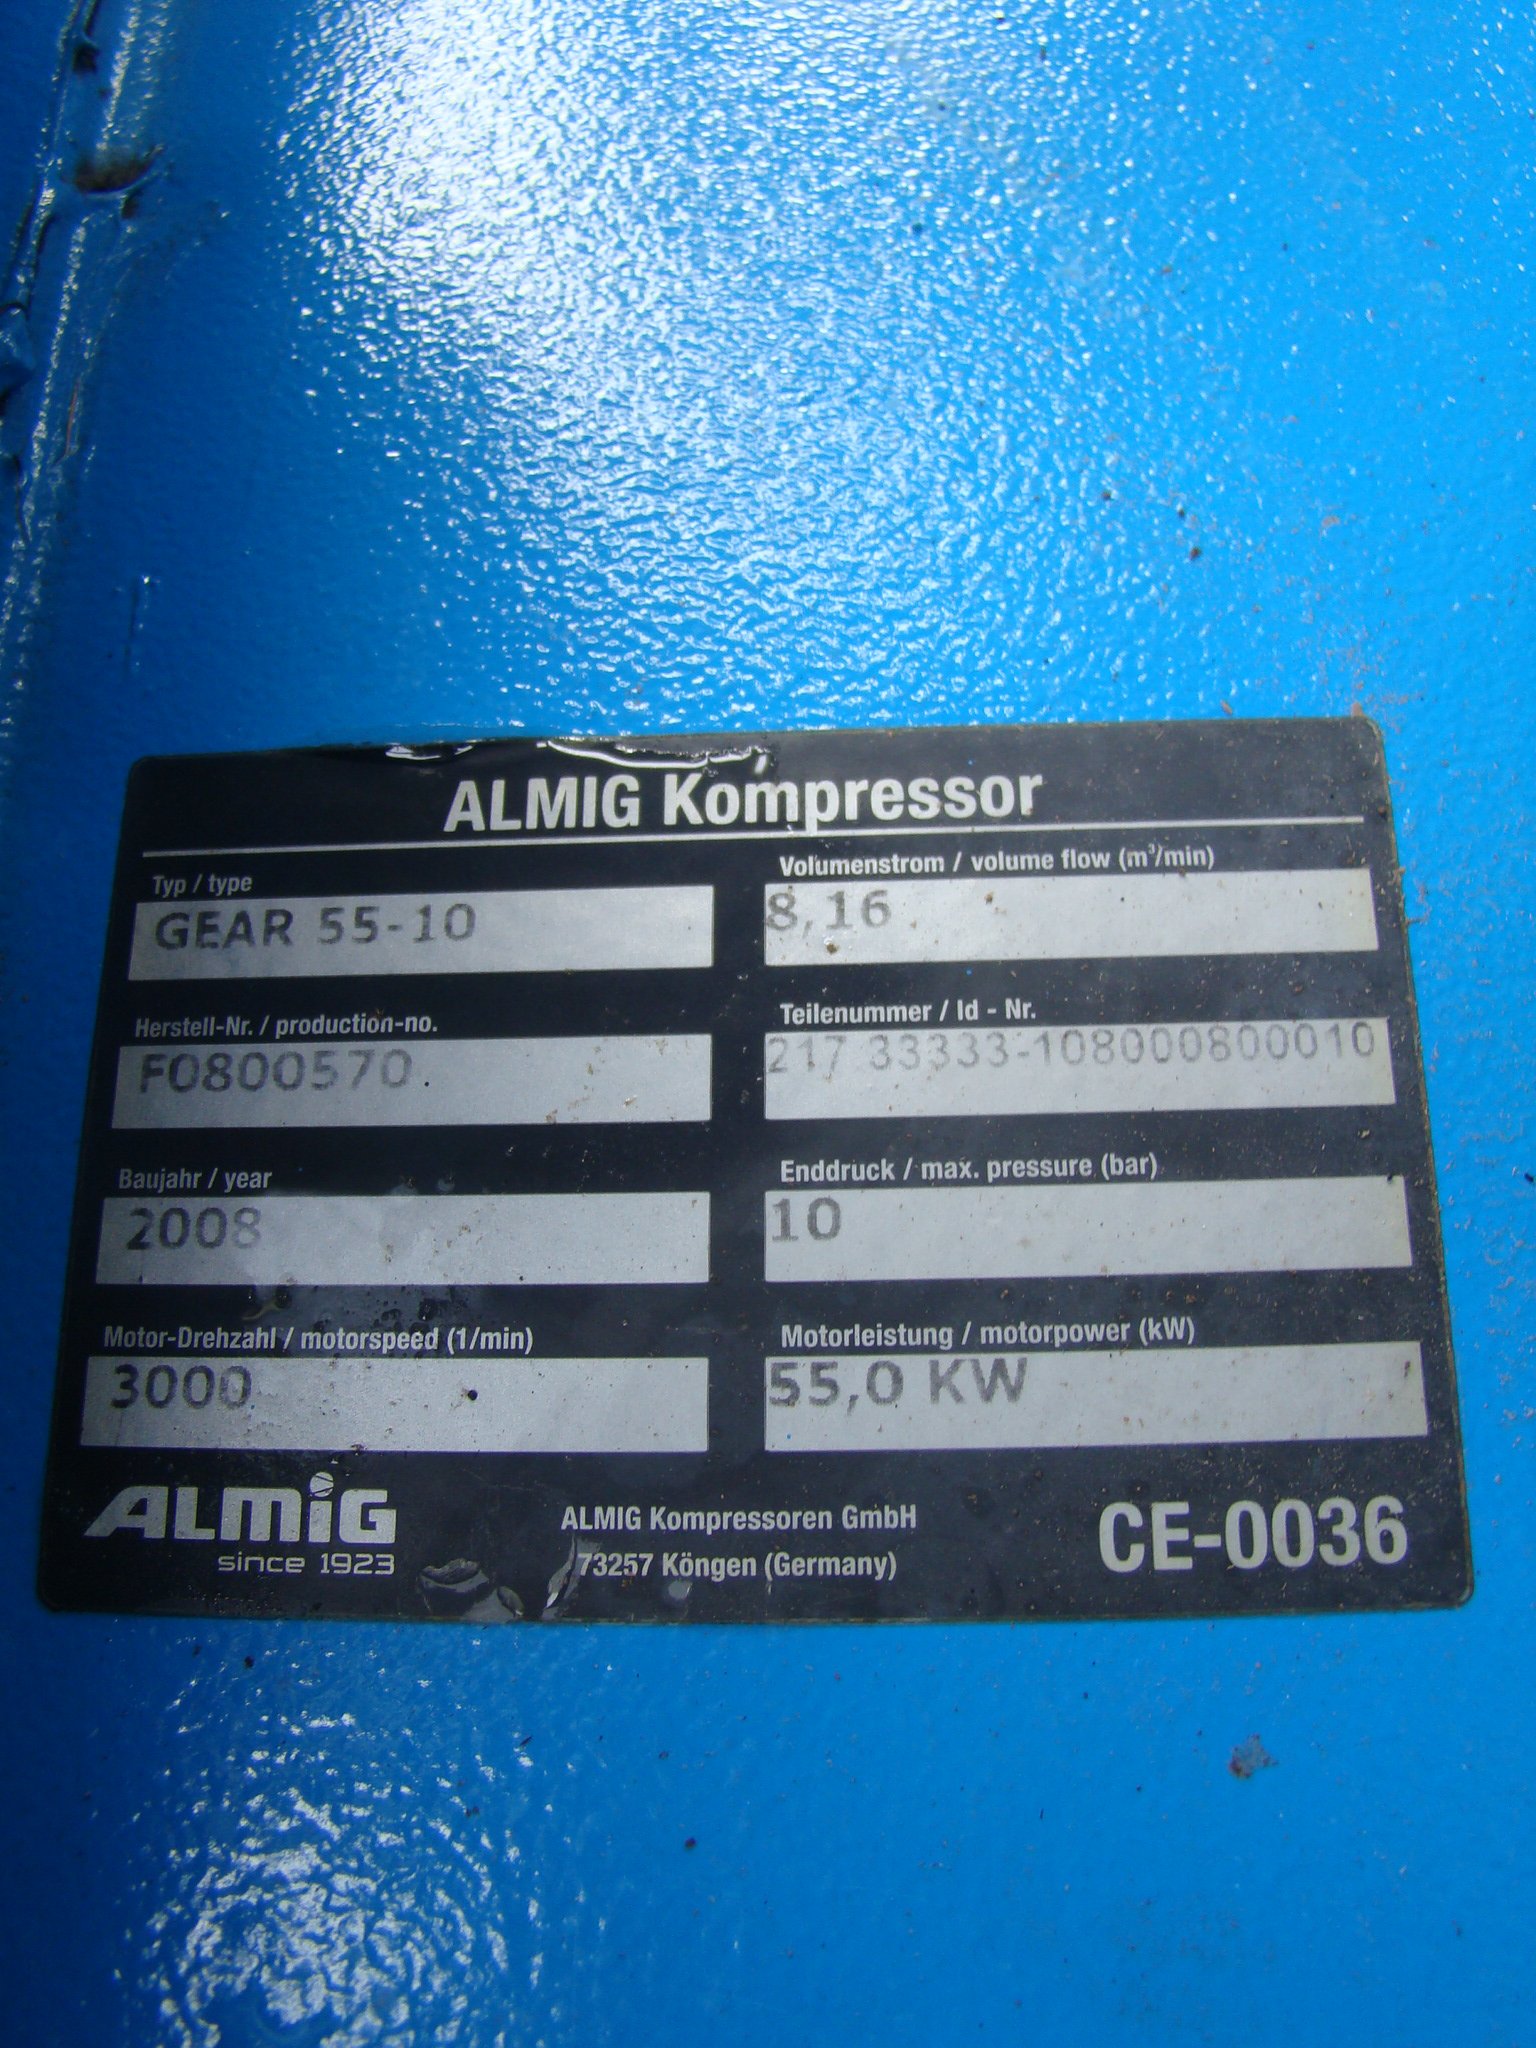 ALMIG Kompressor
Typ / type
GEAR 55-10
Volumenstrom / volume flow (m³/min)
8,16
Herstell-Nr. / production-no.
F0800570
Teilenummer / Id - Nr.
217 33333-108000800010
Baujahr / year
2008
Enddruck / max. pressure (bar)
10
Motor-Drehzahl / motorspeed (1/min)
3000
Motorleistung / motorpower (kW)
55,0 KW
ALMiG
since 1923
ALMIG Kompressoren GmbH
73257 Köngen (Germany)
CE-0036